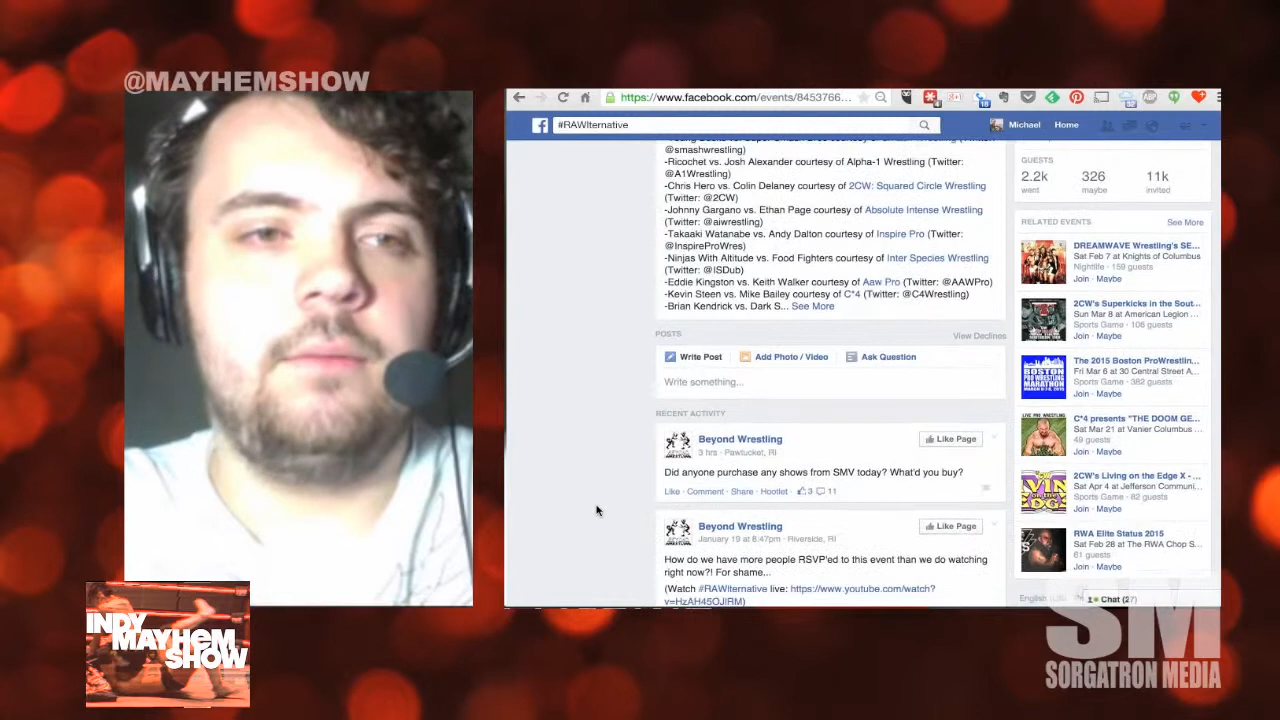 @MAYHEMSHOW
https://www.facebook.com/events/8453766...
#RAWlternative
Michael Home
@smashwrestling)
-Ricochet vs. Josh Alexander courtesy of Alpha-1 Wrestling (Twitter:
@A1Wrestling)
-Chris Hero vs. Colin Delaney courtesy of 2CW: Squared Circle Wrestling
(Twitter: @2CW)
-Johnny Gargano vs. Ethan Page courtesy of Absolute Intense Wrestling
(Twitter: @aiwrestling)
-Takaaki Watanabe vs. Andy Dalton courtesy of Inspire Pro (Twitter:
@InspireProWres)
-Ninjas With Altitude vs. Food Fighters courtesy of Inter Species Wrestling
(Twitter: @ISDub)
-Eddie Kingston vs. Keith Walker courtesy of Aaw Pro (Twitter: @AAWPro)
-Kevin Steen vs. Mike Bailey courtesy of C*4 (Twitter: @C4Wrestling)
-Brian Kendrick vs. Dark S... See More
POSTS
View Declines
Write Post Add Photo / Video Ask Question
Write something...
RECENT ACTIVITY
Beyond Wrestling
Like Page
3 hrs · Pawtucket, RI
Did anyone purchase any shows from SMV today? What'd you buy?
Like · Comment · Share · Hootlet · 3 11
Beyond Wrestling
Like Page
January 19 at 8:47pm · Riverside, RI
How do we have more people RSVP'ed to this event than we do watching
right now?! For shame...
(Watch #RAWlternative live: https://www.youtube.com/watch?
v=HzAH45OJlRM)
GUESTS
2.2k 326 11k
went maybe invited
RELATED EVENTS See More
DREAMWAVE Wrestling's SE...
Sat Feb 7 at Knights of Columbus
Nightlife · 159 guests
Join · Maybe
2CW's Superkicks in the Sout...
Sun Mar 8 at American Legion ...
Sports Game · 106 guests
Join · Maybe
The 2015 Boston ProWrestlin...
Fri Mar 6 at 30 Central Street A...
Sports Game · 382 guests
Join · Maybe
BOSTON
PRO WRESTLING
MARATHON
C*4 presents "THE DOOM GE...
Sat Mar 21 at Vanier Columbus ...
49 guests
Join · Maybe
2CW's Living on the Edge X - ...
Sat Apr 4 at Jefferson Communi...
Sports Game · 82 guests
Join · Maybe
RWA Elite Status 2015
Sat Feb 28 at The RWA Chop S...
61 guests
Join · Maybe
Chat (27)
INDY
MAYHEM
SHOW
SM
SORGATRON MEDIA